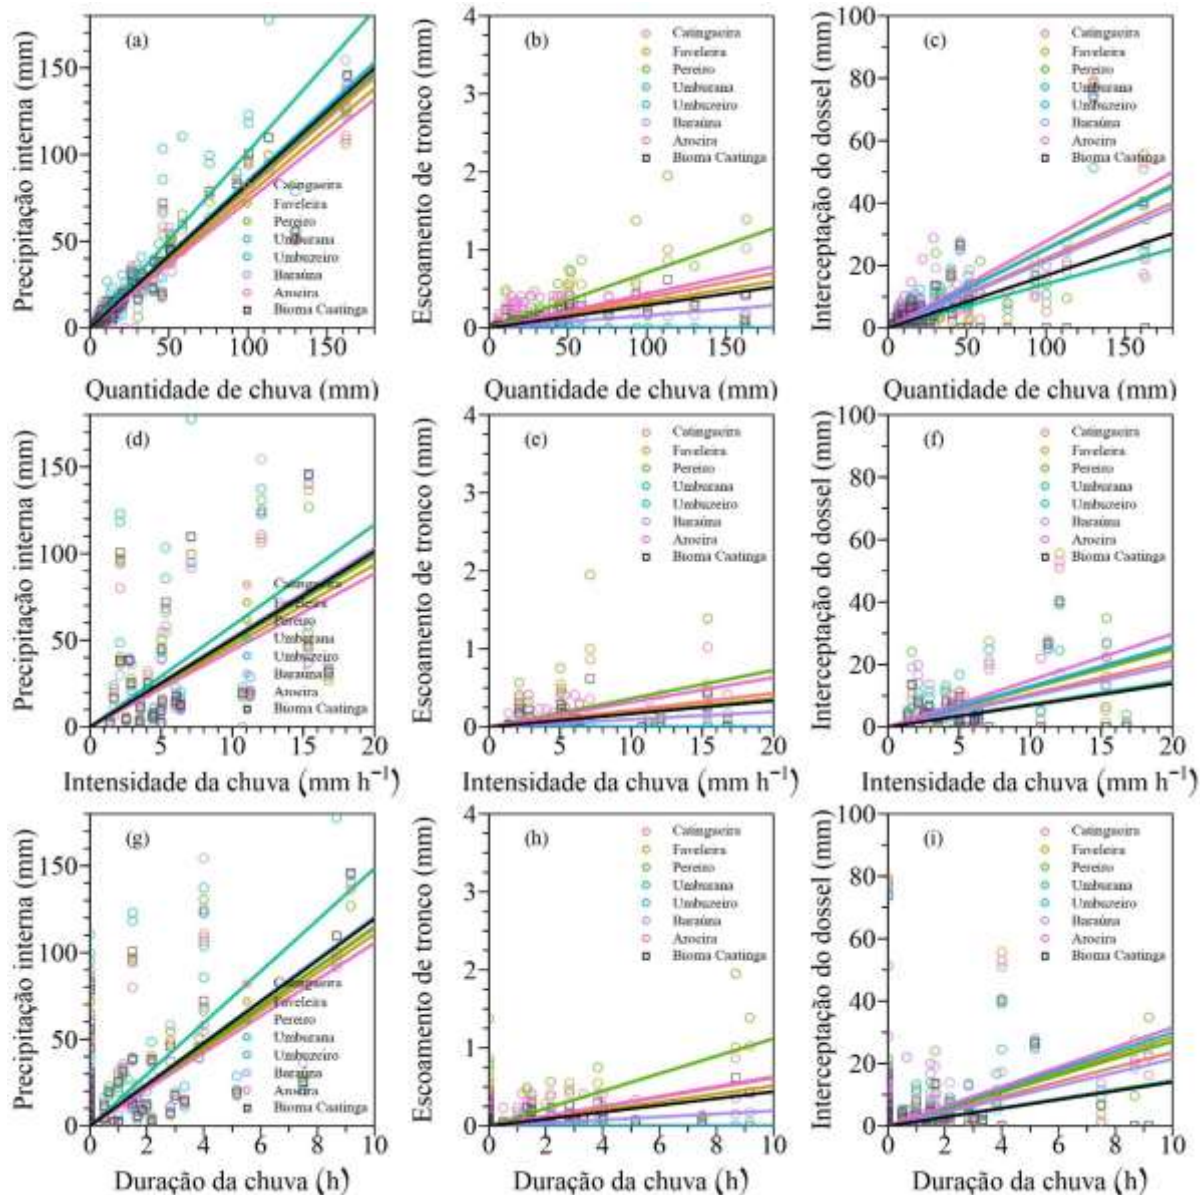 Precipitação interna (mm)
150
100
50
0
(a)
Catingueira
Faveleira
Pereiro
Umburana
Umbuzeiro
Baraúna
Aroeira
Bioma Caatinga
0 50 100 150
Quantidade de chuva (mm)
Escoamento de tronco (mm)
4
3
2
1
0
(b)
Catingueira
Faveleira
Pereiro
Umburana
Umbuzeiro
Baraúna
Aroeira
Bioma Caatinga
0 50 100 150
Quantidade de chuva (mm)
Interceptação do dossel (mm)
100
80
60
40
20
0
(c)
Catingueira
Faveleira
Pereiro
Umburana
Umbuzeiro
Baraúna
Aroeira
Bioma Caatinga
0 50 100 150
Quantidade de chuva (mm)
Precipitação interna (mm)
150
100
50
0
(d)
Catingueira
Faveleira
Pereiro
Umburana
Umbuzeiro
Baraúna
Aroeira
Bioma Caatinga
0 5 10 15 20
Intensidade da chuva (mm h⁻¹)
Escoamento de tronco (mm)
4
3
2
1
0
(e)
Catingueira
Faveleira
Pereiro
Umburana
Umbuzeiro
Baraúna
Aroeira
Bioma Caatinga
0 5 10 15 20
Intensidade da chuva (mm h⁻¹)
Interceptação do dossel (mm)
100
80
60
40
20
0
(f)
Catingueira
Faveleira
Pereiro
Umburana
Umbuzeiro
Baraúna
Aroeira
Bioma Caatinga
0 5 10 15 20
Intensidade da chuva (mm h⁻¹)
Precipitação interna (mm)
150
100
50
0
(g)
Catingueira
Faveleira
Pereiro
Umburana
Umbuzeiro
Baraúna
Aroeira
Bioma Caatinga
0 2 4 6 8 10
Duração da chuva (h)
Escoamento de tronco (mm)
4
3
2
1
0
(h)
Catingueira
Faveleira
Pereiro
Umburana
Umbuzeiro
Baraúna
Aroeira
Bioma Caatinga
0 2 4 6 8 10
Duração da chuva (h)
Interceptação do dossel (mm)
100
80
60
40
20
0
(i)
Catingueira
Faveleira
Pereiro
Umburana
Umbuzeiro
Baraúna
Aroeira
Bioma Caatinga
0 2 4 6 8 10
Duração da chuva (h)